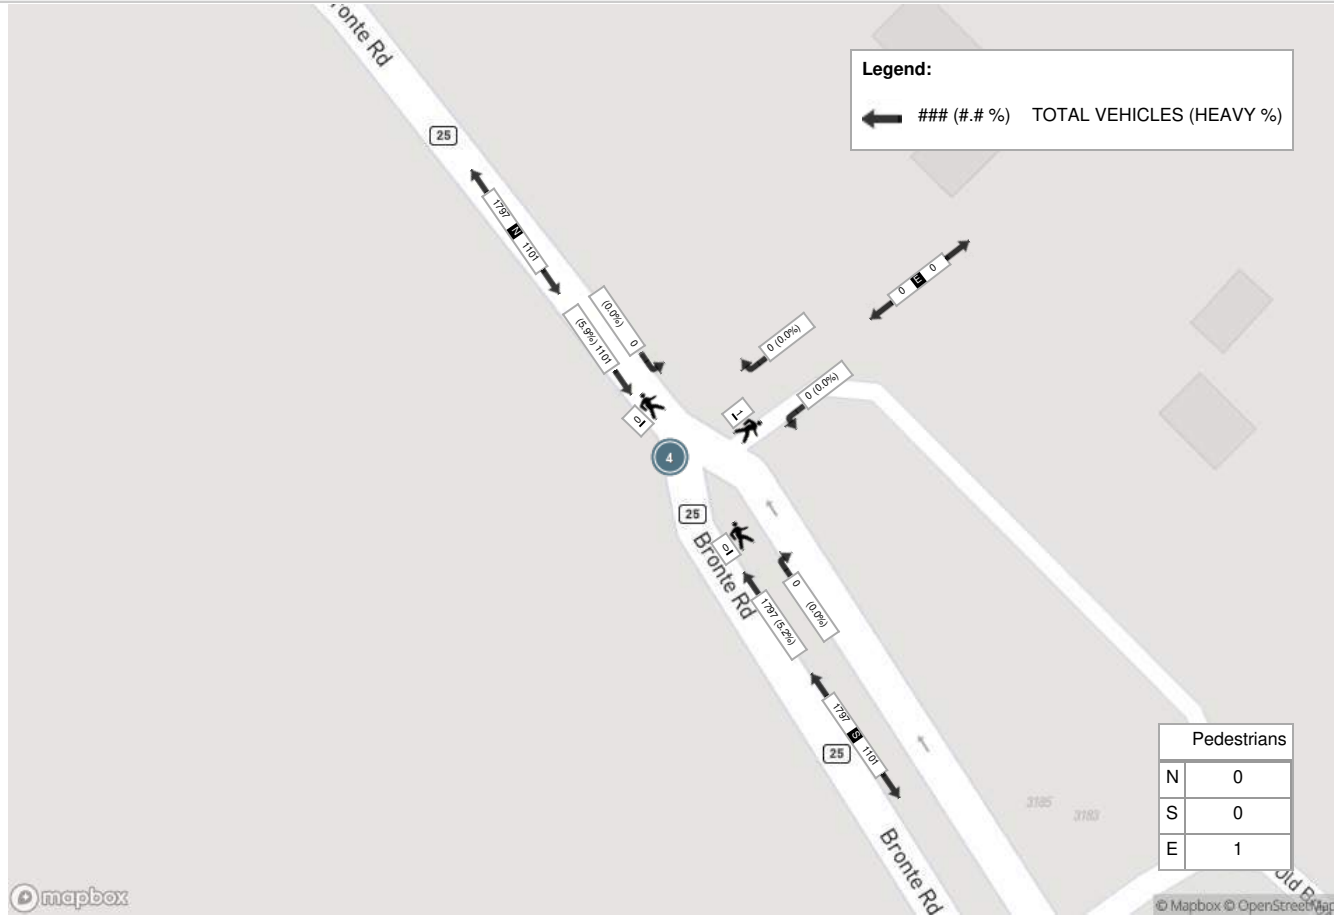 onte Rd
Legend:
### (#.# %) TOTAL VEHICLES (HEAVY %)
25
1797 N 1101
0 E 0
(0.0%) 0
(5.9%) 1101
0 (0.0%)
0 (0.0%)
0
1
4
25
0
Bronte Rd
0 (0.0%)
1797 (5.2%)
1797 S 1101
25
Pedestrians
N 0
S 0
E 1
3185
3183
Bronte Rd
Old B
mapbox
© Mapbox © OpenStreetMap